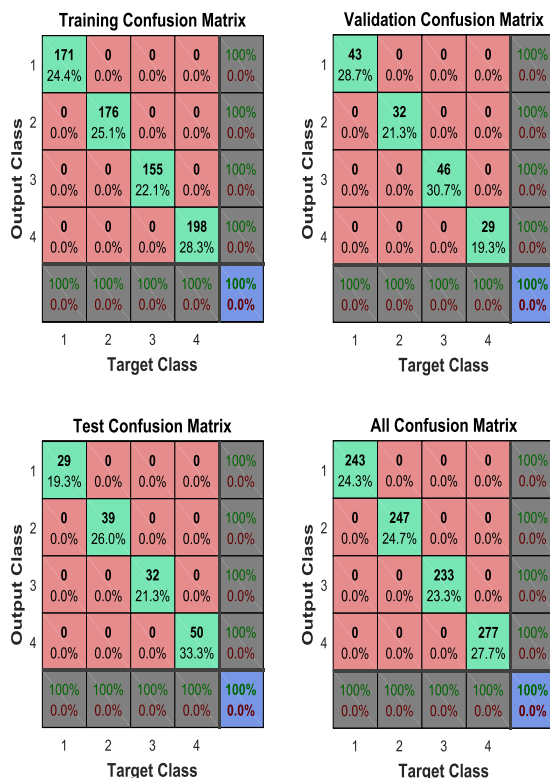 Training Confusion Matrix
Output Class
1 171 0 0 0 100%
24.4% 0.0% 0.0% 0.0% 0.0%
2 0 176 0 0 100%
0.0% 25.1% 0.0% 0.0% 0.0%
3 0 0 155 0 100%
0.0% 0.0% 22.1% 0.0% 0.0%
4 0 0 0 198 100%
0.0% 0.0% 0.0% 28.3% 0.0%
100% 100% 100% 100% 100%
0.0% 0.0% 0.0% 0.0% 0.0%
1 2 3 4
Target Class
Validation Confusion Matrix
Output Class
1 43 0 0 0 100%
28.7% 0.0% 0.0% 0.0% 0.0%
2 0 32 0 0 100%
0.0% 21.3% 0.0% 0.0% 0.0%
3 0 0 46 0 100%
0.0% 0.0% 30.7% 0.0% 0.0%
4 0 0 0 29 100%
0.0% 0.0% 0.0% 19.3% 0.0%
100% 100% 100% 100% 100%
0.0% 0.0% 0.0% 0.0% 0.0%
1 2 3 4
Target Class
Test Confusion Matrix
Output Class
1 29 0 0 0 100%
19.3% 0.0% 0.0% 0.0% 0.0%
2 0 39 0 0 100%
0.0% 26.0% 0.0% 0.0% 0.0%
3 0 0 32 0 100%
0.0% 0.0% 21.3% 0.0% 0.0%
4 0 0 0 50 100%
0.0% 0.0% 0.0% 33.3% 0.0%
100% 100% 100% 100% 100%
0.0% 0.0% 0.0% 0.0% 0.0%
1 2 3 4
Target Class
All Confusion Matrix
Output Class
1 243 0 0 0 100%
24.3% 0.0% 0.0% 0.0% 0.0%
2 0 247 0 0 100%
0.0% 24.7% 0.0% 0.0% 0.0%
3 0 0 233 0 100%
0.0% 0.0% 23.3% 0.0% 0.0%
4 0 0 0 277 100%
0.0% 0.0% 0.0% 27.7% 0.0%
100% 100% 100% 100% 100%
0.0% 0.0% 0.0% 0.0% 0.0%
1 2 3 4
Target Class